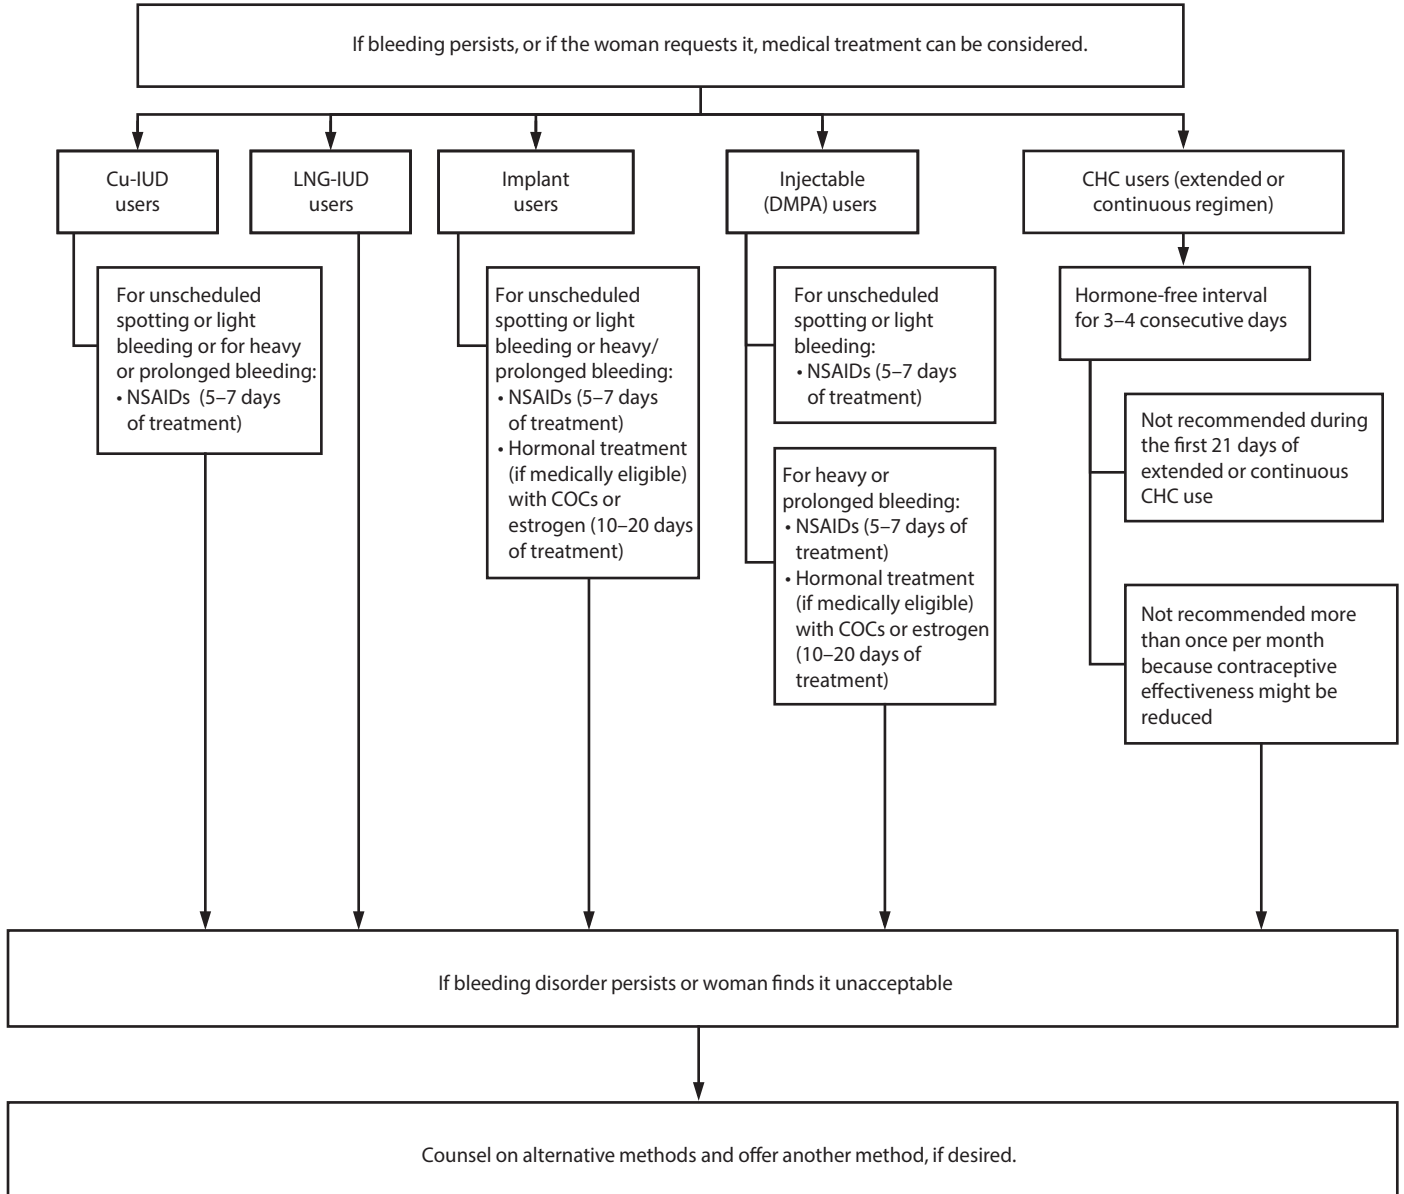 If bleeding persists, or if the woman requests it, medical treatment can be considered.
Cu-IUD
users
LNG-IUD
users
Implant
users
Injectable
(DMPA) users
CHC users (extended or
continuous regimen)
For unscheduled
spotting or light
bleeding or for heavy
or prolonged bleeding:
• NSAIDs (5–7 days
of treatment)
For unscheduled
spotting or light
bleeding or heavy/
prolonged bleeding:
• NSAIDs (5–7 days
of treatment)
• Hormonal treatment
(if medically eligible)
with COCs or
estrogen (10–20 days
of treatment)
For unscheduled
spotting or light
bleeding:
• NSAIDs (5–7 days
of treatment)
For heavy or
prolonged bleeding:
• NSAIDs (5–7 days of
treatment)
• Hormonal treatment
(if medically eligible)
with COCs or estrogen
(10–20 days of
treatment)
Hormone-free interval
for 3–4 consecutive days
Not recommended during
the first 21 days of
extended or continuous
CHC use
Not recommended more
than once per month
because contraceptive
effectiveness might be
reduced
If bleeding disorder persists or woman finds it unacceptable
Counsel on alternative methods and offer another method, if desired.